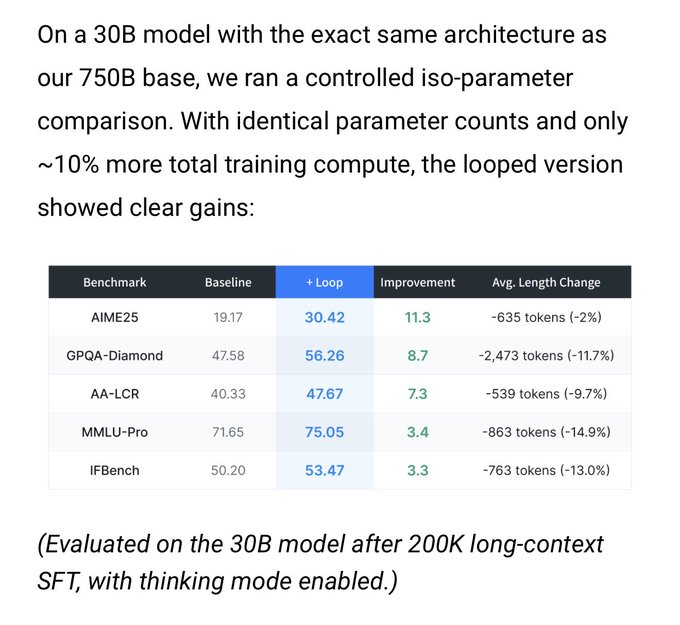 On a 30B model with the exact same architecture as
our 750B base, we ran a controlled iso-parameter
comparison. With identical parameter counts and only
~10% more total training compute, the looped version
showed clear gains:
Benchmark Baseline + Loop Improvement Avg. Length Change
AIME25 19.17 30.42 11.3 -635 tokens (-2%)
GPQA-Diamond 47.58 56.26 8.7 -2,473 tokens (-11.7%)
AA-LCR 40.33 47.67 7.3 -539 tokens (-9.7%)
MMLU-Pro 71.65 75.05 3.4 -863 tokens (-14.9%)
IFBench 50.20 53.47 3.3 -763 tokens (-13.0%)
(Evaluated on the 30B model after 200K long-context
SFT, with thinking mode enabled.)